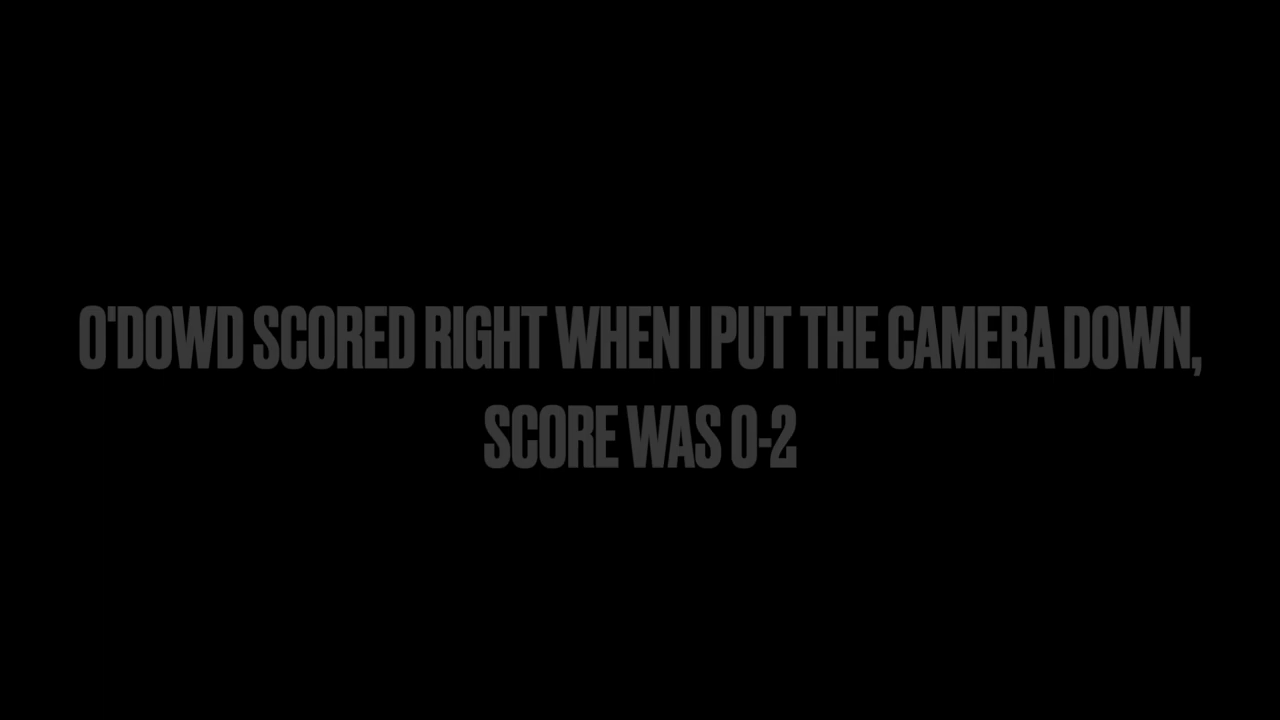 O'DOWD SCORED RIGHT WHEN I PUT THE CAMERA DOWN,
SCORE WAS 0-2